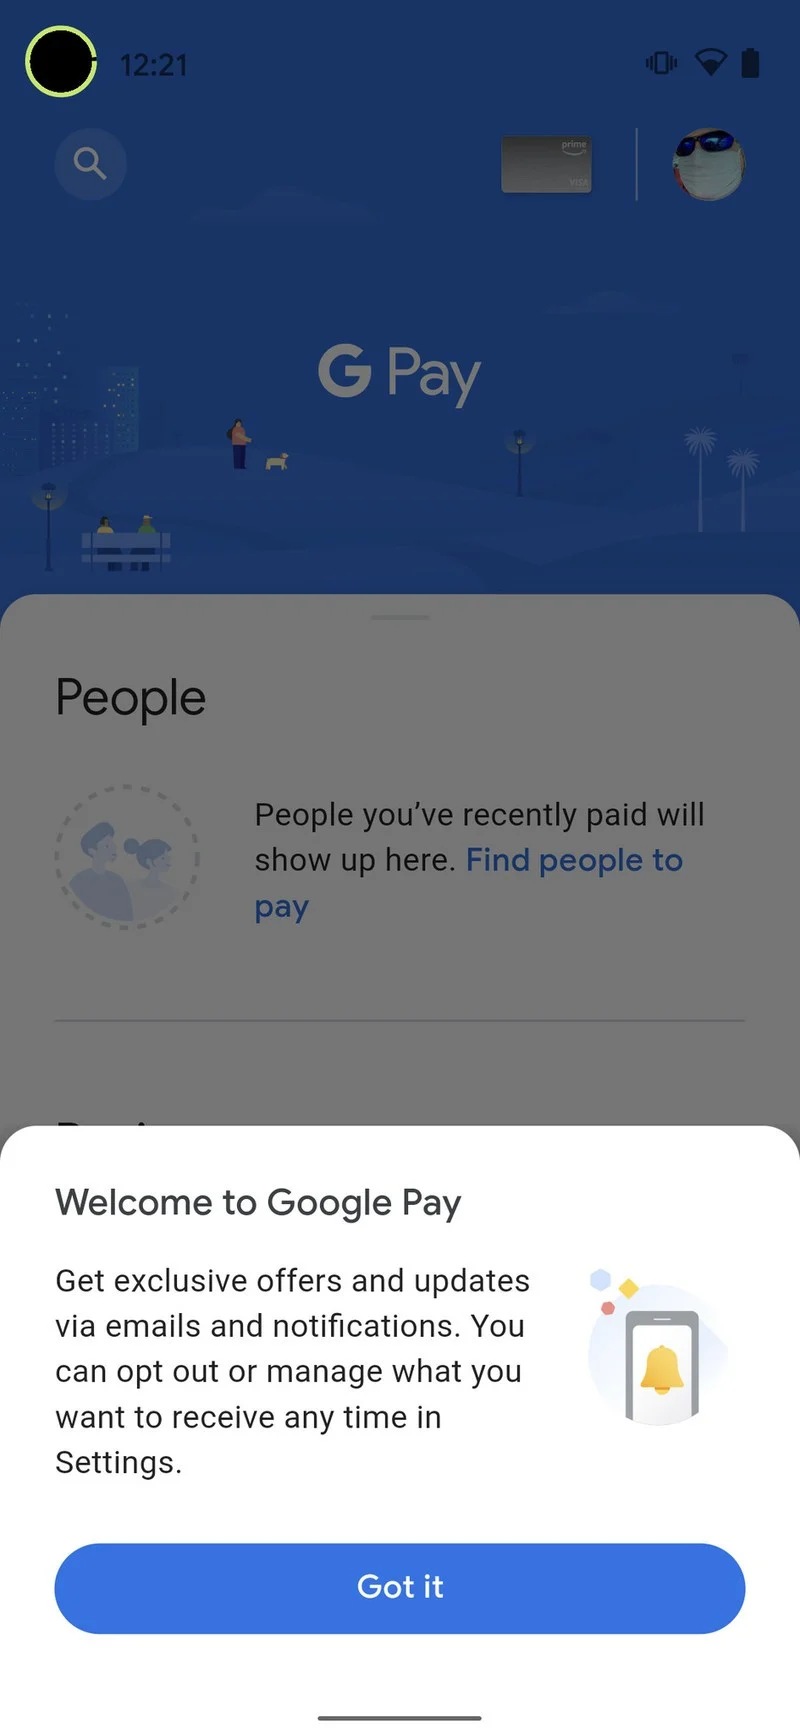 12:21
prime
VISA
G Pay
People
People you’ve recently paid will
show up here. Find people to
pay
Welcome to Google Pay
Get exclusive offers and updates
via emails and notifications. You
can opt out or manage what you
want to receive any time in
Settings.
Got it